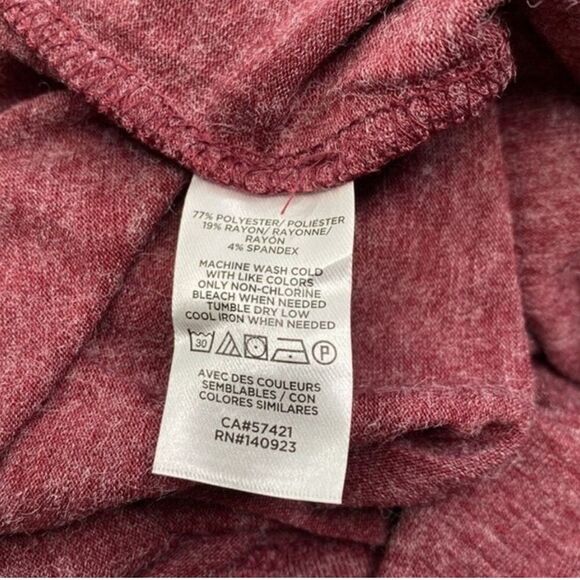 77% POLYESTER/ POLIÉSTER
19% RAYON/ RAYONNE/
RAYÓN
4% SPANDEX
MACHINE WASH COLD
WITH LIKE COLORS
ONLY NON-CHLORINE
BLEACH WHEN NEEDED
TUMBLE DRY LOW
COOL IRON WHEN NEEDED
30 P
AVEC DES COULEURS
SEMBLABLES / CON
COLORES SIMILARES
CA#57421
RN#140923